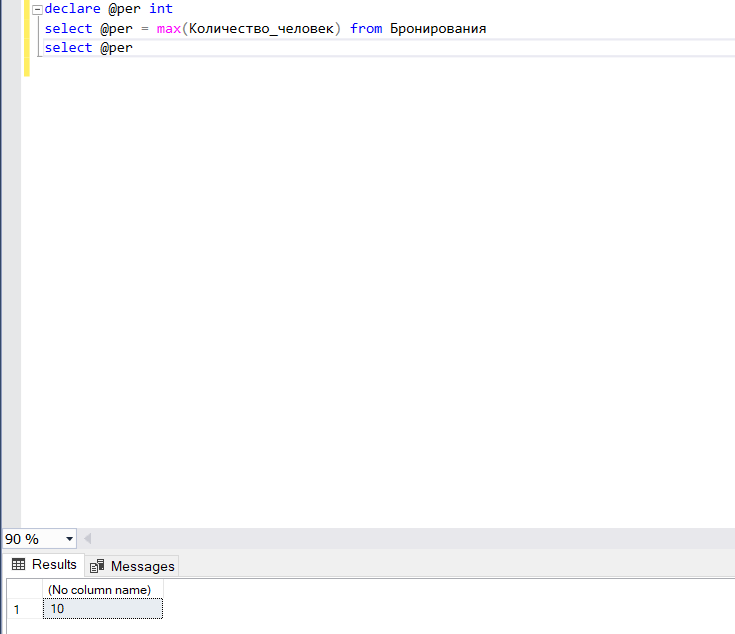 declare @per int
select @per = max(Количество_человек) from Бронирования
select @per
90 %
Results Messages
(No column name)
1 10